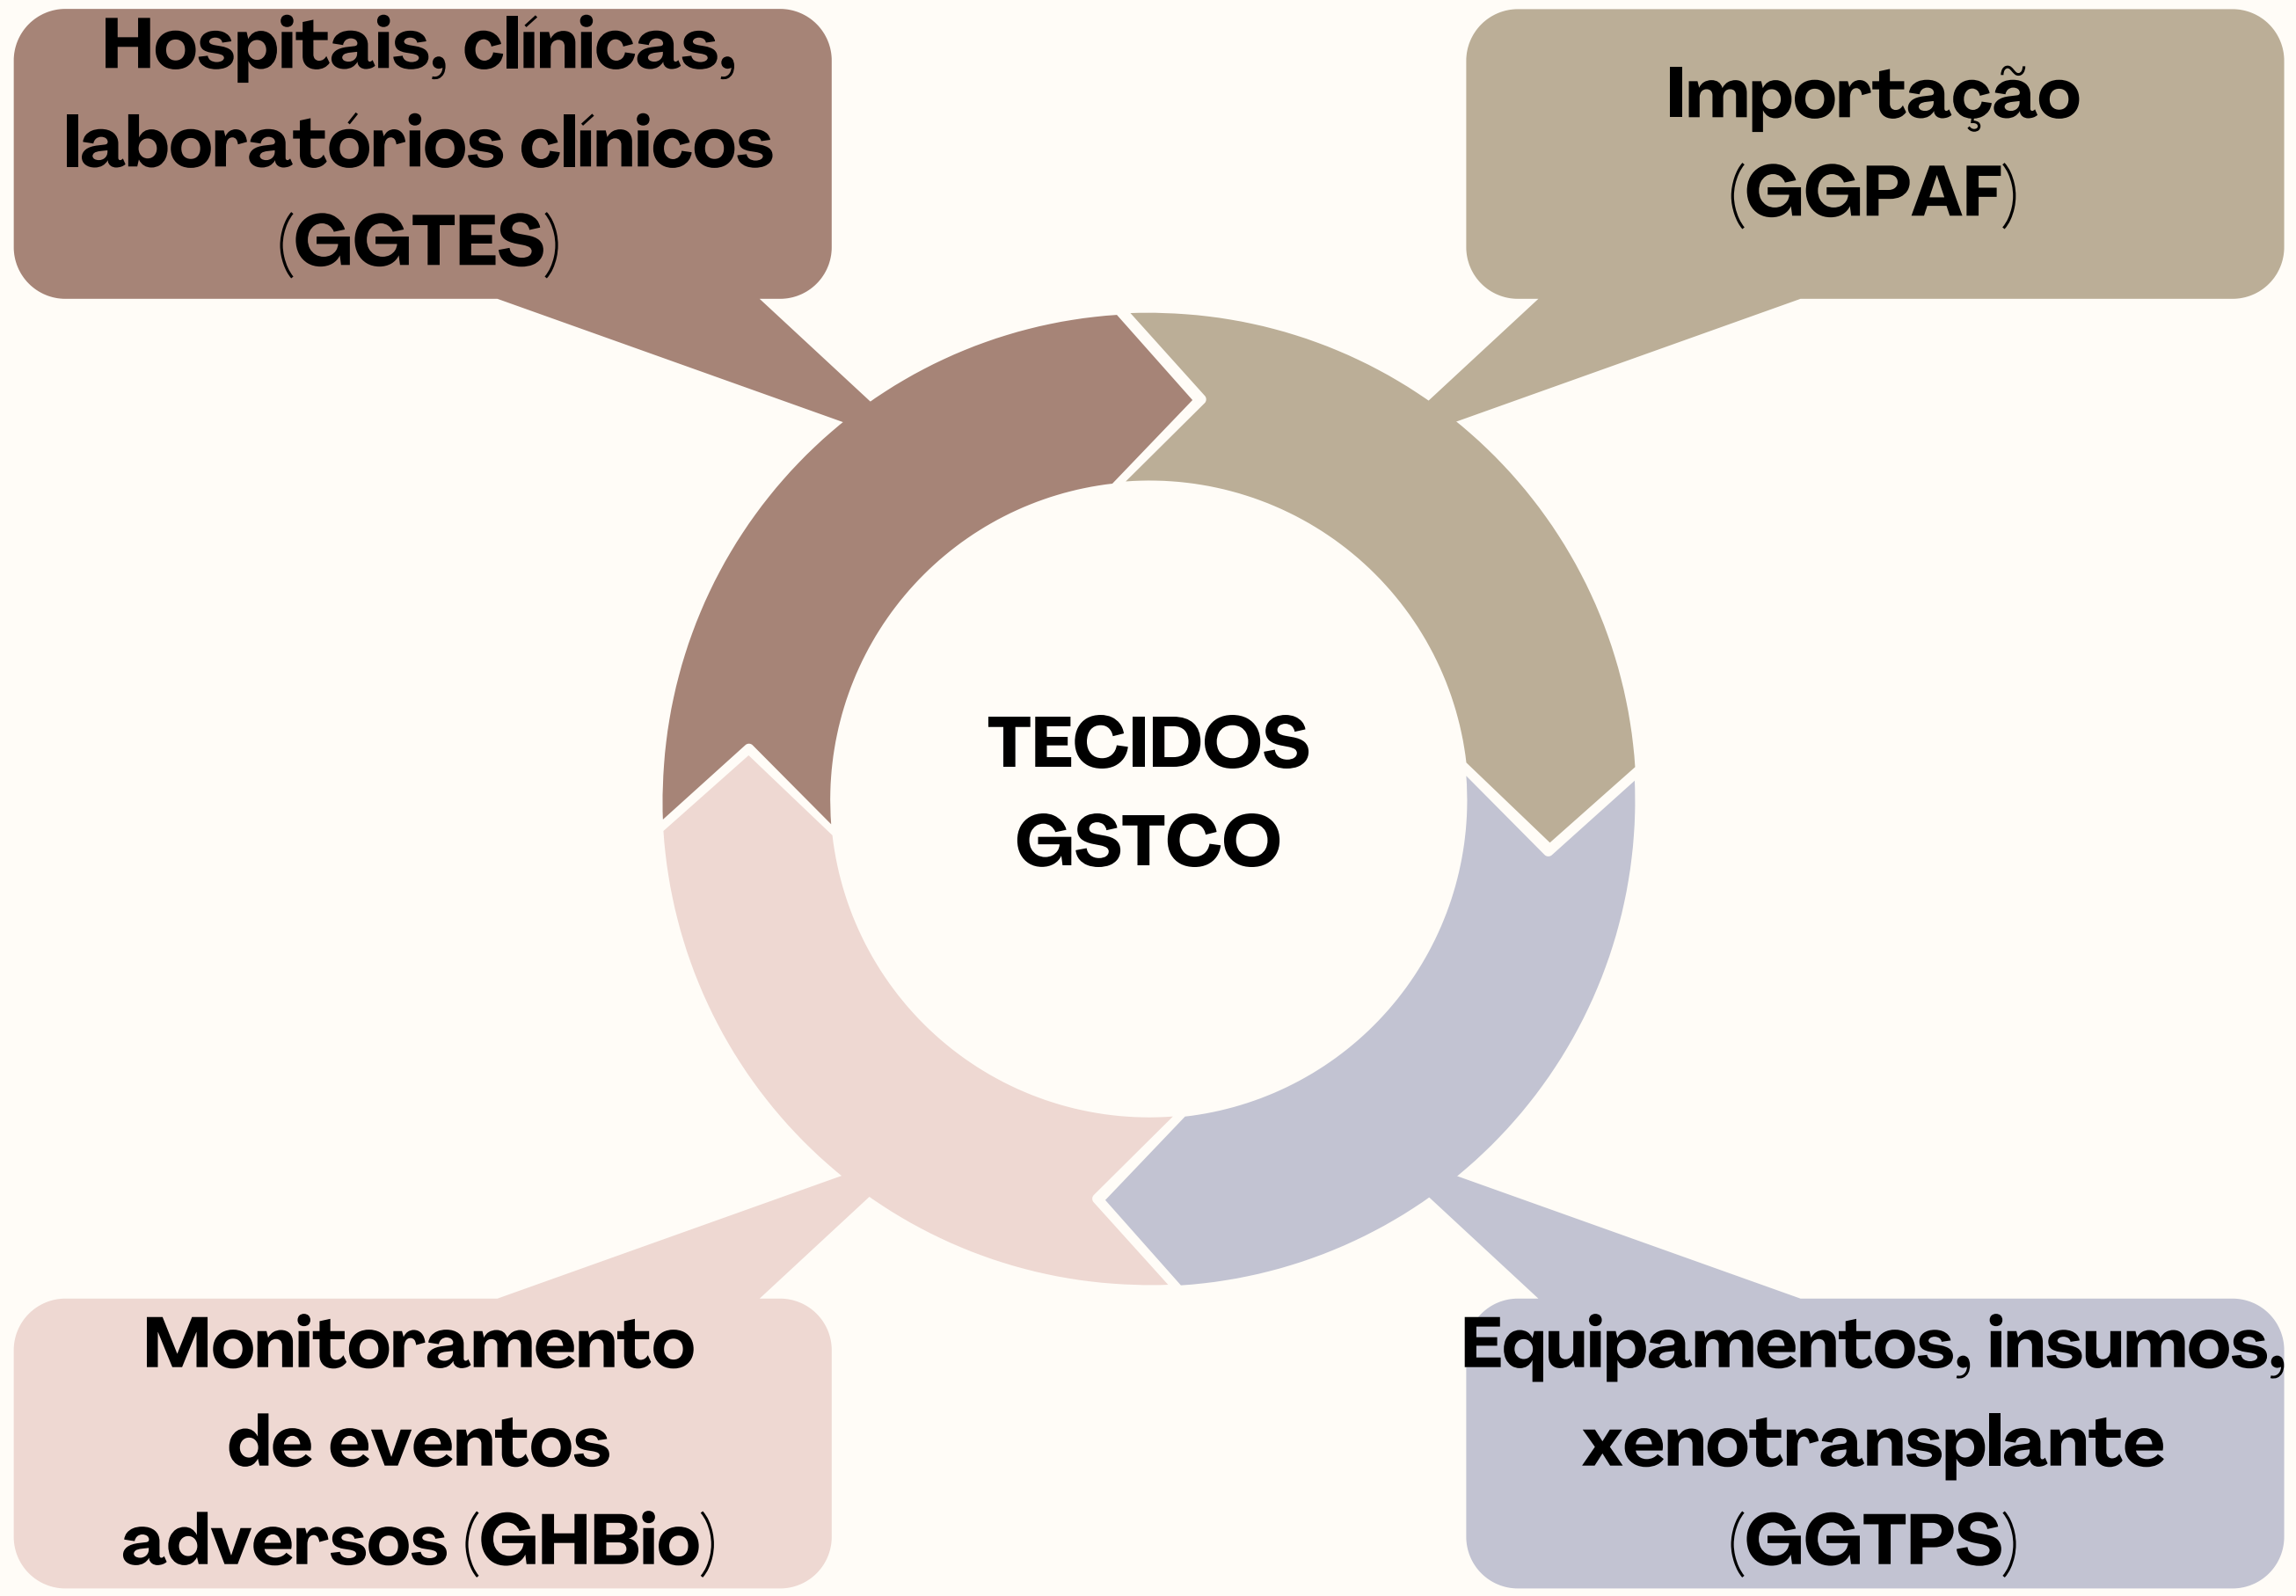 Hospitais, clínicas,
laboratórios clínicos
(GGTES)
Importação
(GGPAF)
TECIDOS
GSTCO
Monitoramento
de eventos
adversos (GHBio)
Equipamentos, insumos,
xenotransplante
(GGTPS)